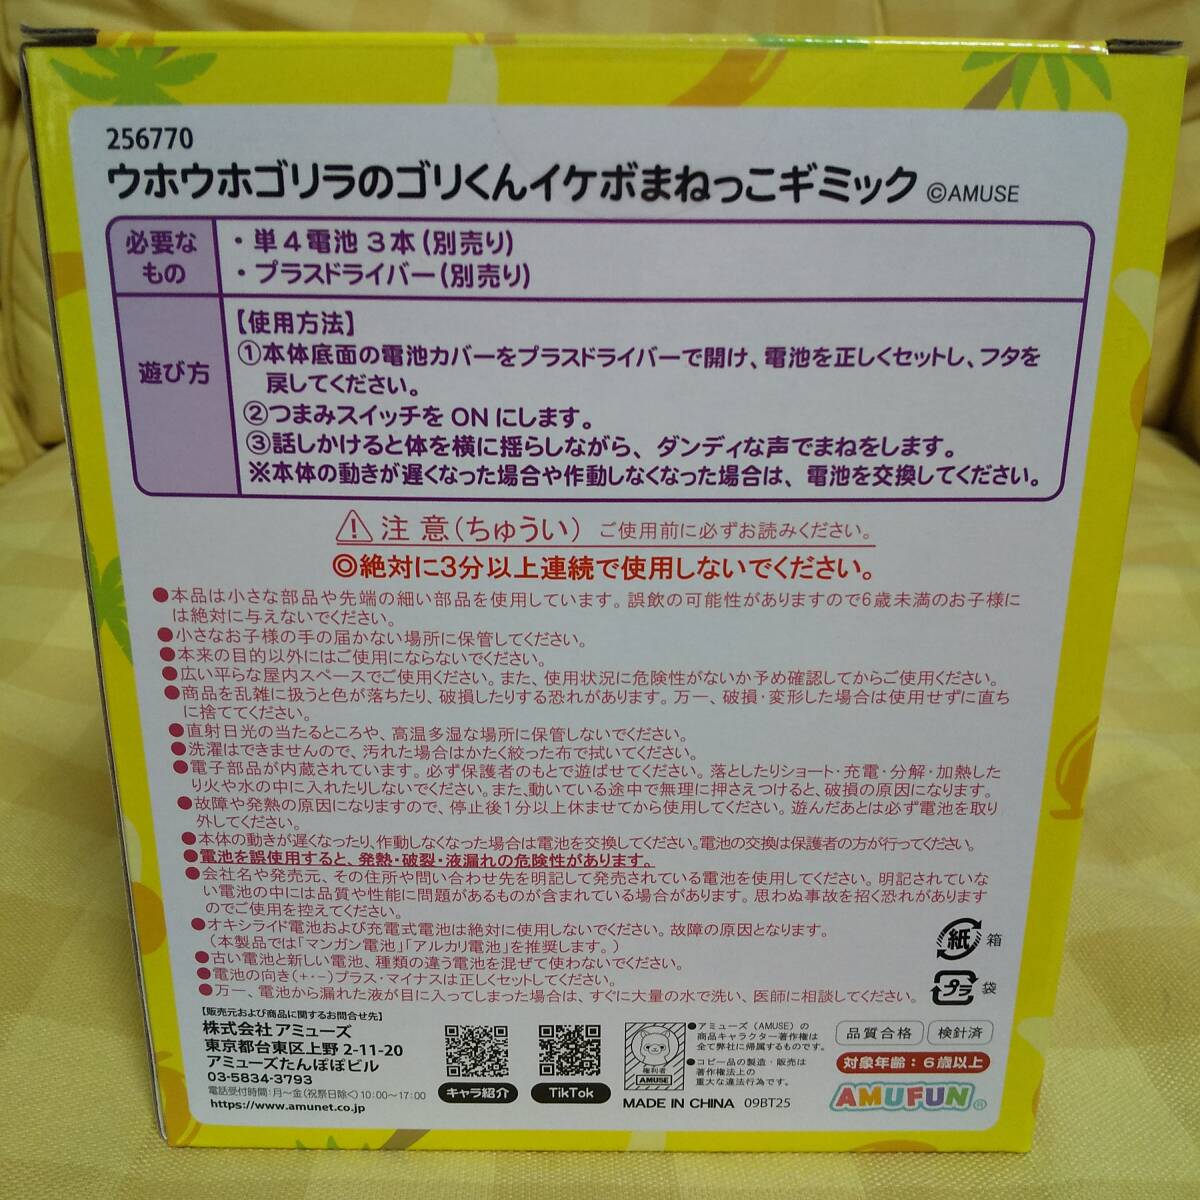 256770
ウホウホゴリラのゴリくんイケボまねっこギミック ©AMUSE
必要な
もの
・単4電池3本(別売り)
・プラスドライバー(別売り)
遊び方
【使用方法】
①本体底面の電池カバーをプラスドライバーで開け、電池を正しくセットし、フタを
戻してください。
②つまみスイッチをONにします。
③話しかけると体を横に揺らしながら、ダンディな声でまねをします。
※本体の動きが遅くなった場合や作動しなくなった場合は、電池を交換してください。
⚠注意(ちゅうい) ご使用前に必ずお読みください。
◎絶対に3分以上連続で使用しないでください。
●本品は小さな部品や先端の細い部品を使用しています。誤飲の可能性がありますので6歳未満のお子様に
は絶対に与えないでください。
●小さなお子様の手の届かない場所に保管してください。
●本来の目的以外にはご使用にならないでください。
●広い平らな屋内スペースでご使用ください。また、使用状況に危険性がないか予め確認してからご使用ください。
●商品を乱雑に扱うと色が落ちたり、破損したりする恐れがあります。万一、破損・変形した場合は使用せずに直ち
に捨ててください。
●直射日光の当たるところや、高温多湿な場所に保管しないでください。
●洗濯はできませんので、汚れた場合はかたく絞った布で拭いてください。
●電子部品が内蔵されています。必ず保護者のもとで遊ばせてください。落としたりショート・充電・分解・加熱した
り火や水の中に入れたりしないでください。また、動いている途中で無理に押さえつけると、破損の原因になります。
●故障や発熱の原因になりますので、停止後1分以上休ませてから使用してください。遊んだあとは必ず電池を取り
外してください。
●本体の動きが遅くなったり、作動しなくなった場合は電池を交換してください。電池の交換は保護者の方が行ってください。
●電池を誤使用すると、発熱・破裂・液漏れの危険性があります。
●会社名や発売元、その住所や問い合わせ先を明記して発売されている電池を使用してください。明記されていな
い電池の中には品質や性能に問題があるものが含まれている場合があります。思わぬ事故を招く恐れがあります
のでご使用を控えてください。
●オキシライド電池および充電式電池は絶対に使用しないでください。故障の原因となります。
(本製品では「マンガン電池」「アルカリ電池」を推奨します。)
●古い電池と新しい電池、種類の違う電池を混ぜて使わないでください。
●電池の向き(+・-)プラス・マイナスは正しくセットしてください。
●万一、電池から漏れた液が目に入ってしまった場合は、すぐに大量の水で洗い、医師に相談してください。
紙 箱
プラ 袋
【販売元および商品に関するお問合せ先】
株式会社 アミューズ
東京都台東区上野 2-11-20
アミューズたんぽぽビル
03-5834-3793
電話受付時間:月〜金(祝祭日除く) 10:00〜17:00
https://www.amunet.co.jp
キャラ紹介
TikTok
権利者
AMUSE
●アミューズ(AMUSE)の
商品キャラクター著作権は
全て弊社に帰属するものです。
●コピー品の製造・販売は
著作権法上の
重大な違法行為です。
MADE IN CHINA 09BT25
品質合格
検針済
対象年齢:6歳以上
AMUFUN®